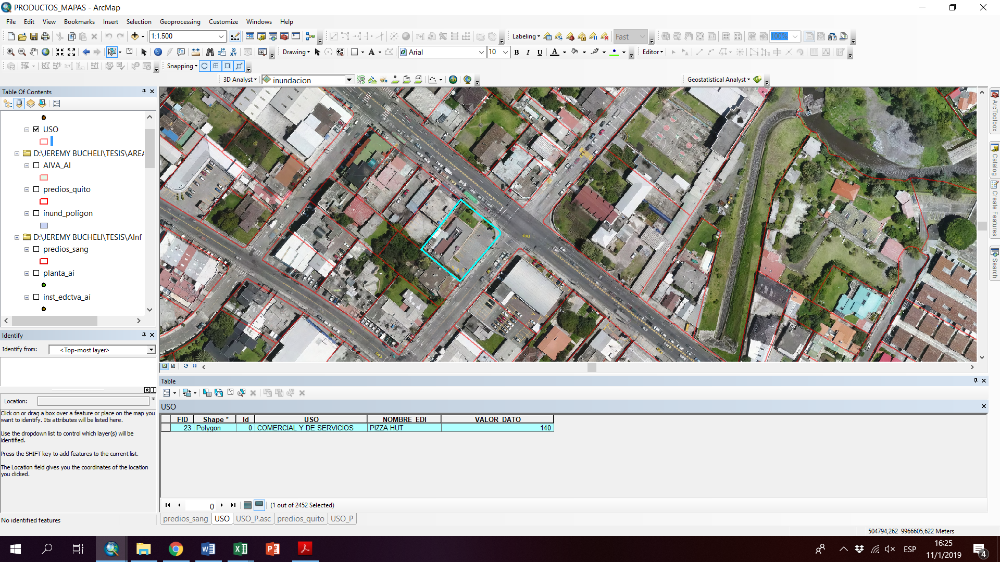 PRODUCTOS_MAPAS - ArcMap
File Edit View Bookmarks Insert Selection Geoprocessing Customize Windows Help
1:1.500
Labeling
Fast
100%
Drawing
Arial
10
B I U
A
Editor
Snapping
3D Analyst
inundacion
Geostatistical Analyst
Table Of Contents
USO
D:\JEREMY BUCHELI\TESIS\AREA
AIVA_AI
predios_quito
inund_poligon
D:\JEREMY BUCHELI\TESIS\AInf
predios_sang
planta_ai
inst_edctva_ai
Identify
Identify from:
<Top-most layer>
Location:
Click on or drag a box over a feature or place on the map you
want to identify. Its attributes will be listed here.
Use the dropdown list to control which layer(s) will be
identified.
Press the SHIFT key to add features to the current list.
The Location field gives you the coordinates of the location
you clicked.
No identified features
ArcToolbox
Catalog
Create Features
Search
Table
USO
FID Shape * Id USO NOMBRE_EDI VALOR_DATO
23 Polygon 0 COMERCIAL Y DE SERVICIOS PIZZA HUT 140
0
(1 out of 2452 Selected)
predios_sang USO USO_P.asc predios_quito USO_P
504794,262 9966605,622 Meters
ESP
16:25
11/1/2019
4